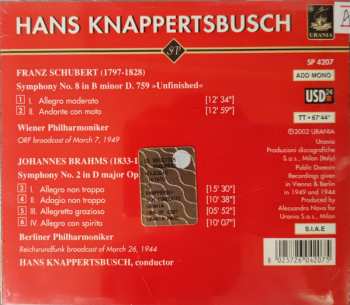 HANS KNAPPERTSBUSCH
URANIA
SP 4207
FRANZ SCHUBERT (1797-1828)
Symphony No. 8 in B minor D. 759 »Unfinished«
1 I. Allegro moderato [12' 34"]
2 II. Andante con moto [12' 59"]
Wiener Philharmoniker
ORF broadcast of March 7, 1949
JOHANNES BRAHMS (1833-1
Symphony No. 2 in D major Op.
3 I. Allegro non troppo [15' 30"]
4 II. Adagio non troppo [10' 38"]
5 III. Allegretto grazioso [05' 52"]
6 IV. Allegro con spirito [10' 07"]
Berliner Philharmoniker
Reichsrundfunk broadcast of March 26, 1944
HANS KNAPPERTSBUSCH, conductor
ADD MONO
USD 24
TT • 67'44"
©2002 URANIA
Urania
Produzioni discografiche
S.a.s., Milan (Italy)
Public Domain
Recordings given
in Vienna & Berlin
in 1949 and 1944
Produced by
Alessandro Nava for
Urania S.a.s., Milan
S.I.A.E
8 025726 042075